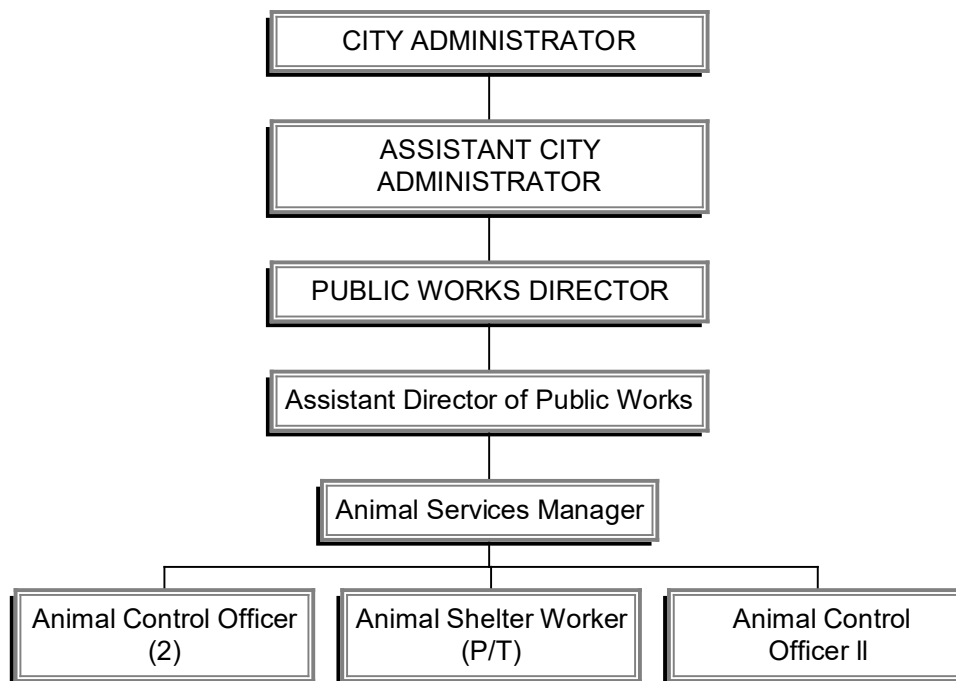 CITY ADMINISTRATOR
ASSISTANT CITY
ADMINISTRATOR
PUBLIC WORKS DIRECTOR
Assistant Director of Public Works
Animal Services Manager
Animal Control Officer
(2)
Animal Shelter Worker
(P/T)
Animal Control
Officer II